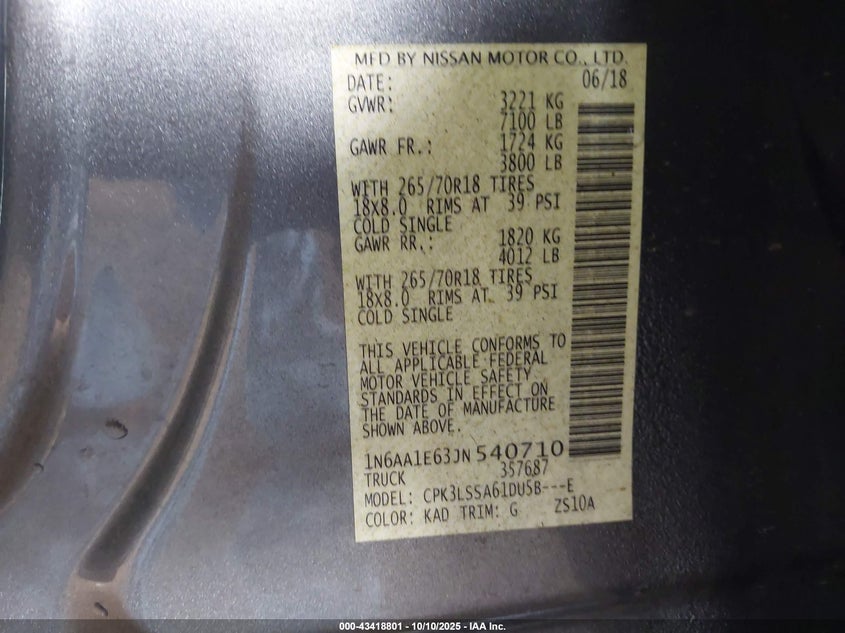 MFD BY NISSAN MOTOR CO., LTD.
DATE: 06/18
GVWR: 3221 KG
7100 LB
GAWR FR.: 1724 KG
3800 LB
WITH 265/70R18 TIRES
18X8.0 RIMS AT 39 PSI
COLD SINGLE
GAWR RR.: 1820 KG
4012 LB
WITH 265/70R18 TIRES
18X8.0 RIMS AT 39 PSI
COLD SINGLE
THIS VEHICLE CONFORMS TO
ALL APPLICABLE FEDERAL
MOTOR VEHICLE SAFETY
STANDARDS IN EFFECT ON
THE DATE OF MANUFACTURE
SHOWN ABOVE.
1N6AA1E63JN540710
TRUCK 357687
MODEL: CPK3LSSA61DU5B---E
COLOR: KAD TRIM: G ZS10A
000-43418801 - 10/10/2025 - IAA Inc.